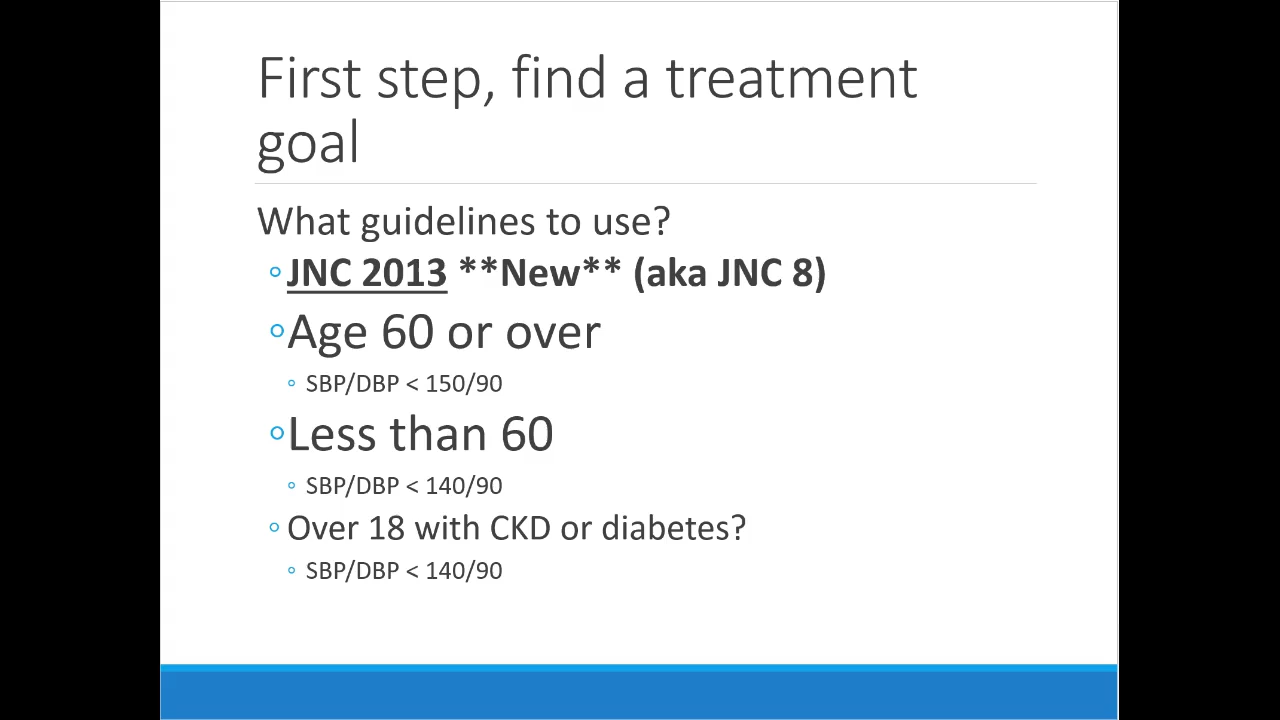 First step, find a treatment
goal
What guidelines to use?
◦JNC 2013 **New** (aka JNC 8)
◦Age 60 or over
◦ SBP/DBP < 150/90
◦Less than 60
◦ SBP/DBP < 140/90
◦Over 18 with CKD or diabetes?
◦ SBP/DBP < 140/90